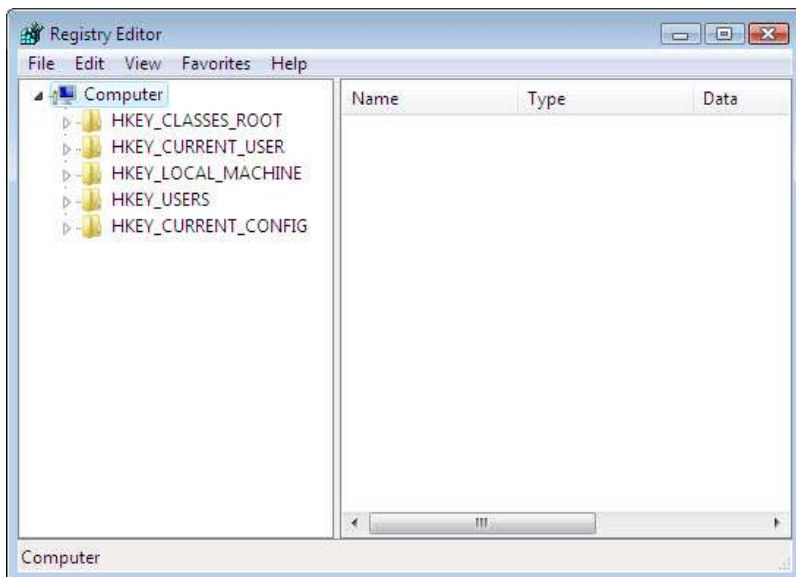 Registry Editor
File Edit View Favorites Help
Computer
Name Type Data
HKEY_CLASSES_ROOT
HKEY_CURRENT_USER
HKEY_LOCAL_MACHINE
HKEY_USERS
HKEY_CURRENT_CONFIG
Computer